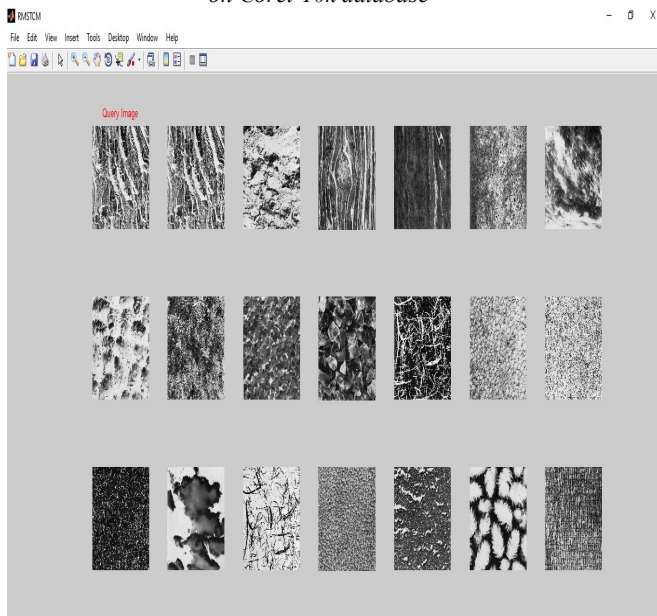 on Corel 10k database
RMSTCM
File Edit View Insert Tools Desktop Window Help
Query Image